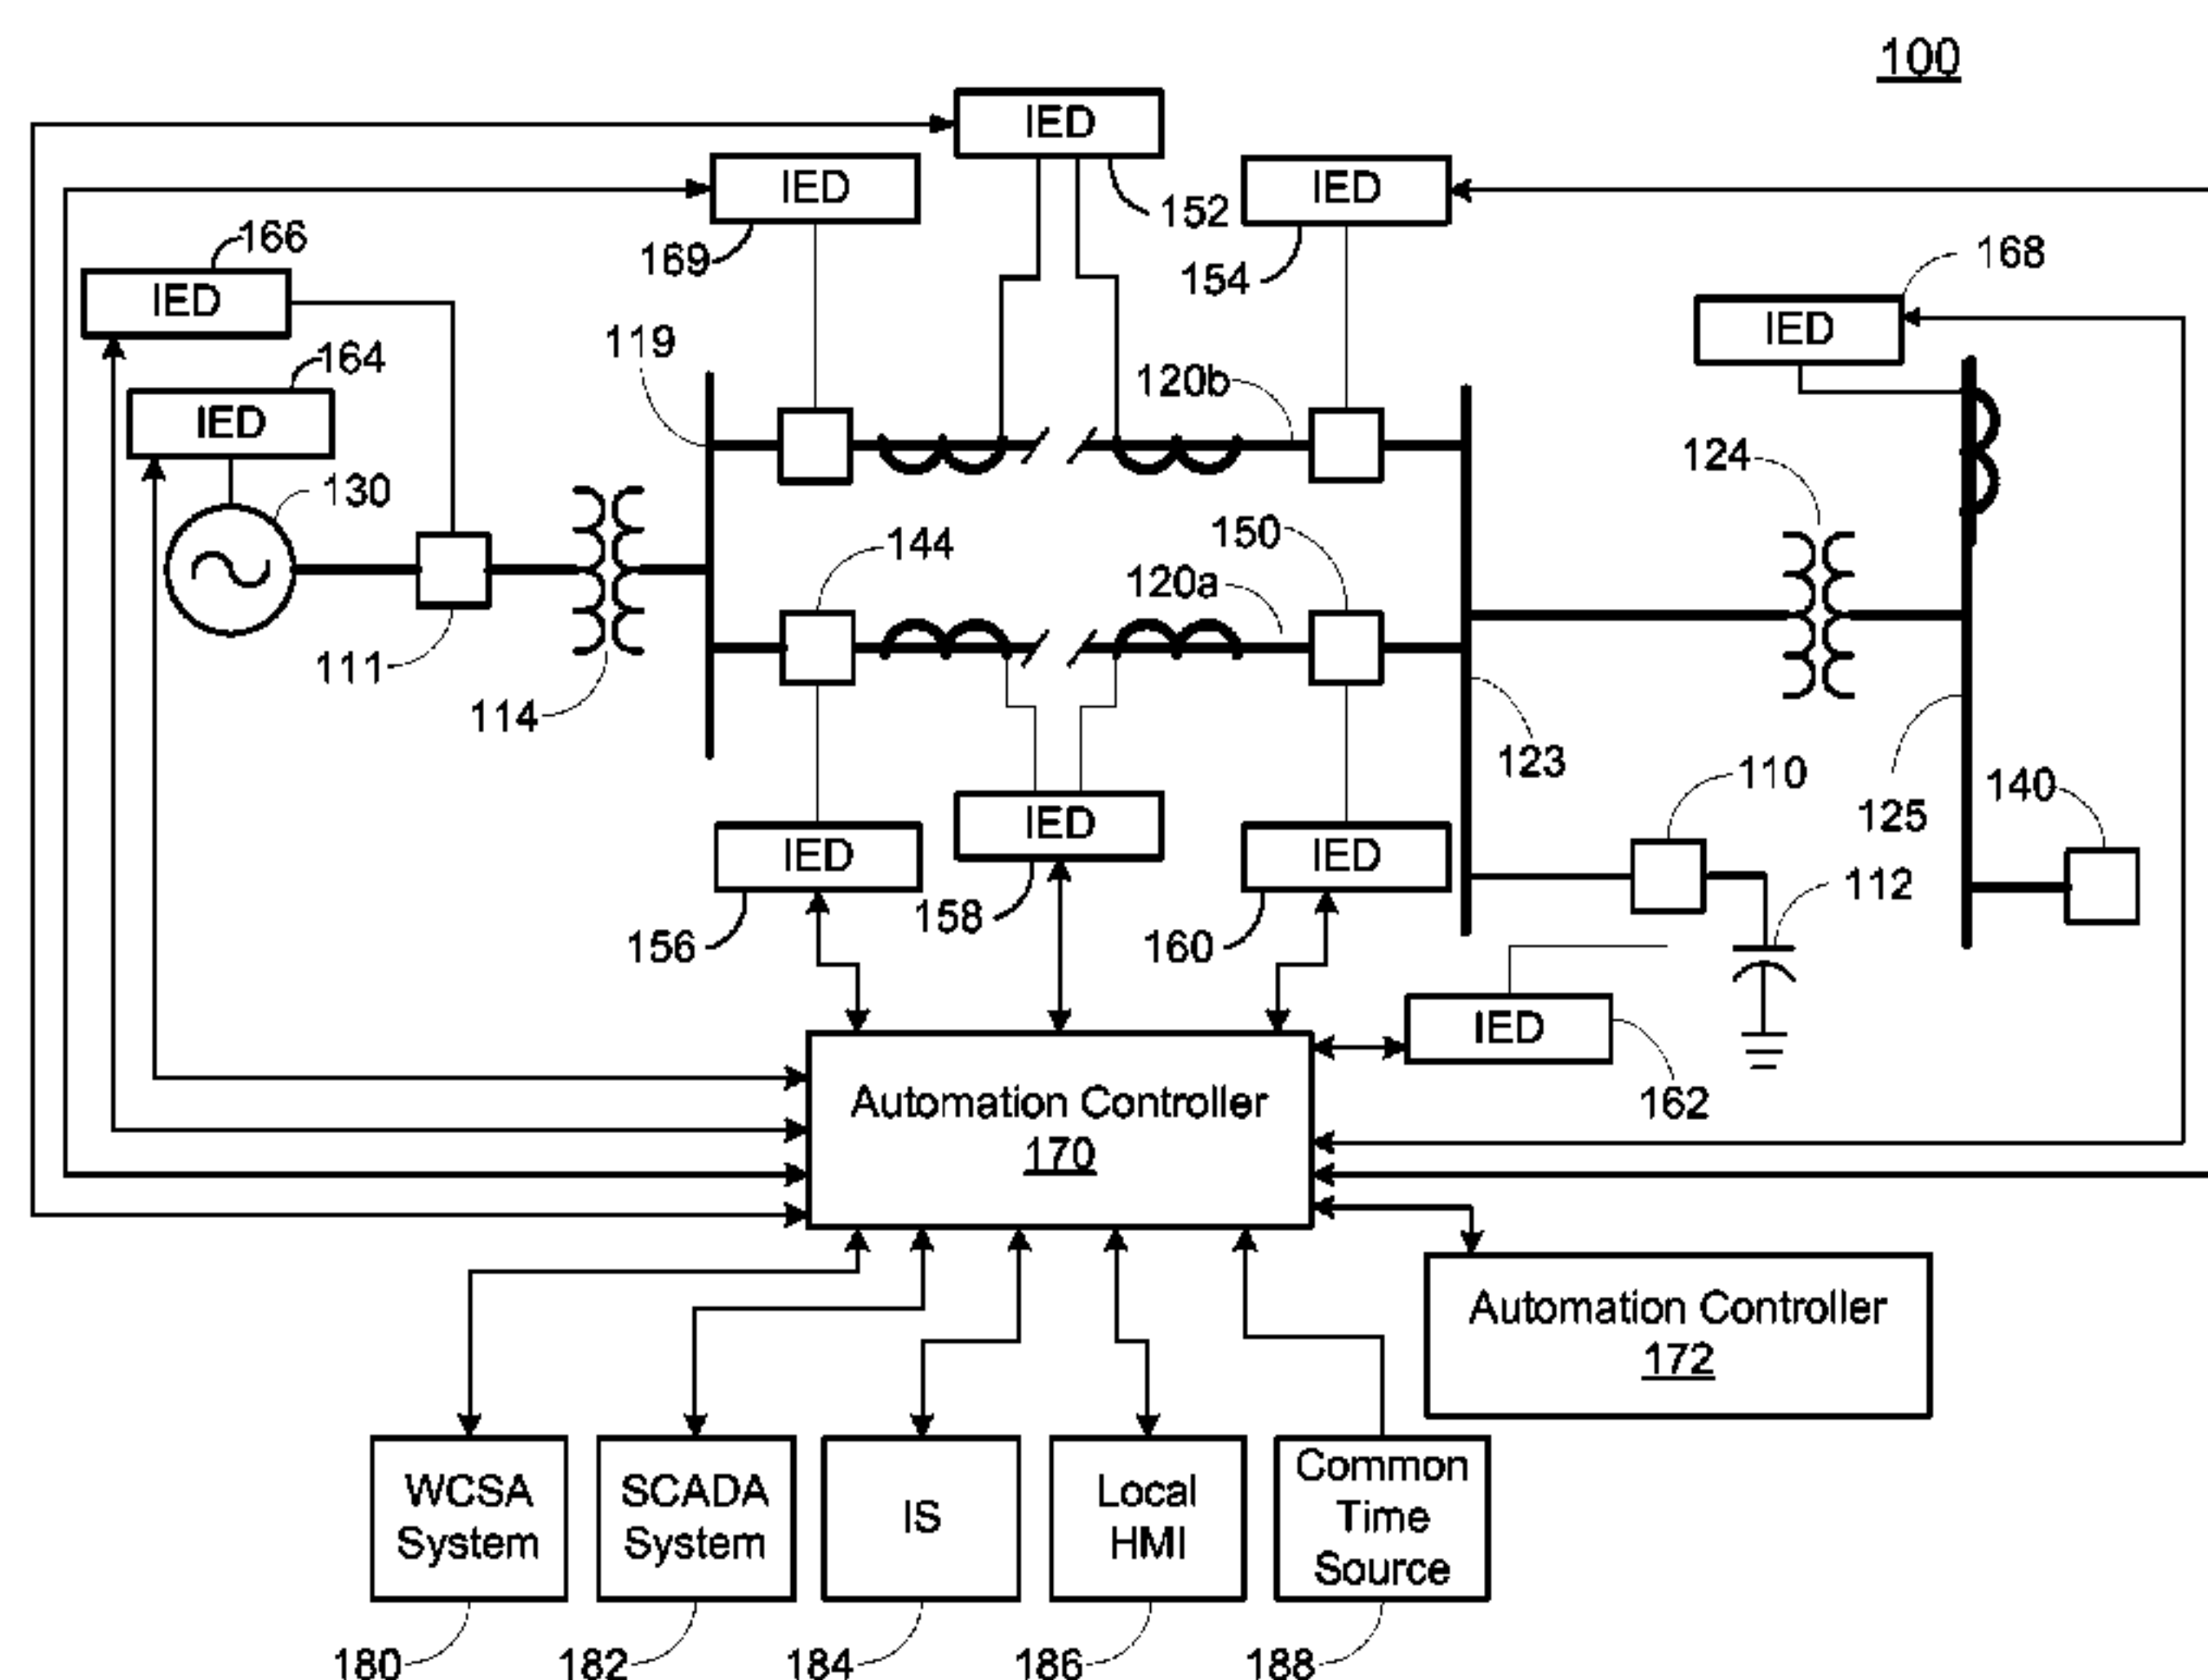 100
IED
IED
IED
152
166
169
154
168
IED
IED
164
119
120b
IED
124
130
150
144
120a
111
114
123
110
140
125
IED
IED
IED
112
158
156
160
IED
162
Automation Controller
170
Automation Controller
172
WCSA
System
SCADA
System
IS
Local
HMI
Common
Time
Source
180
182
184
186
188